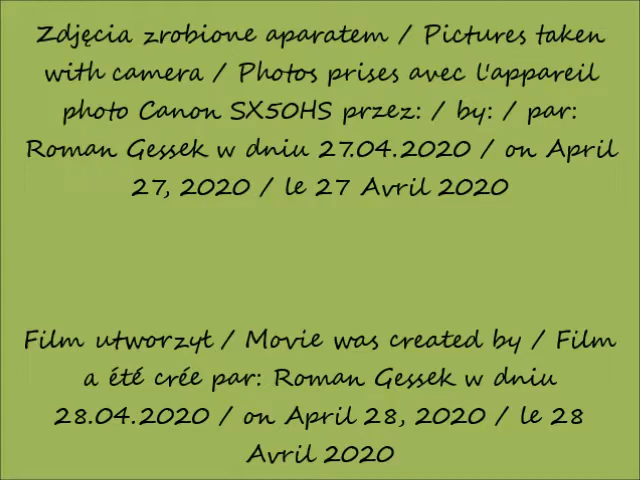 Zdjęcia zrobione aparatem / Pictures taken
with camera / Photos prises avec l'appareil
photo Canon SX50HS przez: / by: / par:
Roman Gessek w dniu 27.04.2020 / on April
27, 2020 / le 27 Avril 2020
Film utworzył / Movie was created by / Film
a été crée par: Roman Gessek w dniu
28.04.2020 / on April 28, 2020 / le 28
Avril 2020